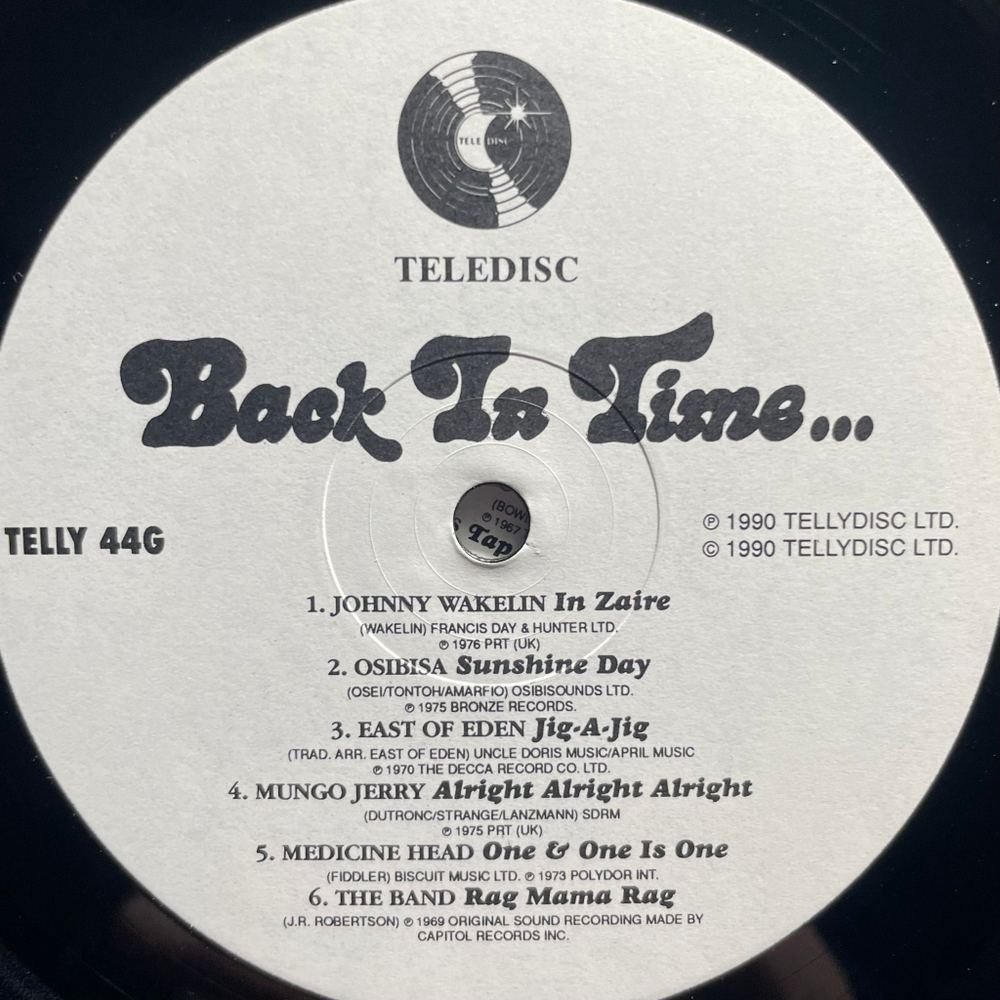 TELE DISC
TELEDISC
Back In Time...
TELLY 44G
℗ 1990 TELLYDISC LTD.
© 1990 TELLYDISC LTD.
(BOW
℗ 1967
Tap
1. JOHNNY WAKELIN In Zaire
(WAKELIN) FRANCIS DAY & HUNTER LTD.
℗ 1976 PRT (UK)
2. OSIBISA Sunshine Day
(OSEI/TONTOH/AMARFIO) OSIBISOUNDS LTD.
℗ 1975 BRONZE RECORDS.
3. EAST OF EDEN Jig-A-Jig
(TRAD. ARR. EAST OF EDEN) UNCLE DORIS MUSIC/APRIL MUSIC
℗ 1970 THE DECCA RECORD CO. LTD.
4. MUNGO JERRY Alright Alright Alright
(DUTRONC/STRANGE/LANZMANN) SDRM
℗ 1975 PRT (UK)
5. MEDICINE HEAD One & One Is One
(FIDDLER) BISCUIT MUSIC LTD. ℗ 1973 POLYDOR INT.
6. THE BAND Rag Mama Rag
(J.R. ROBERTSON) ℗ 1969 ORIGINAL SOUND RECORDING MADE BY
CAPITOL RECORDS INC.